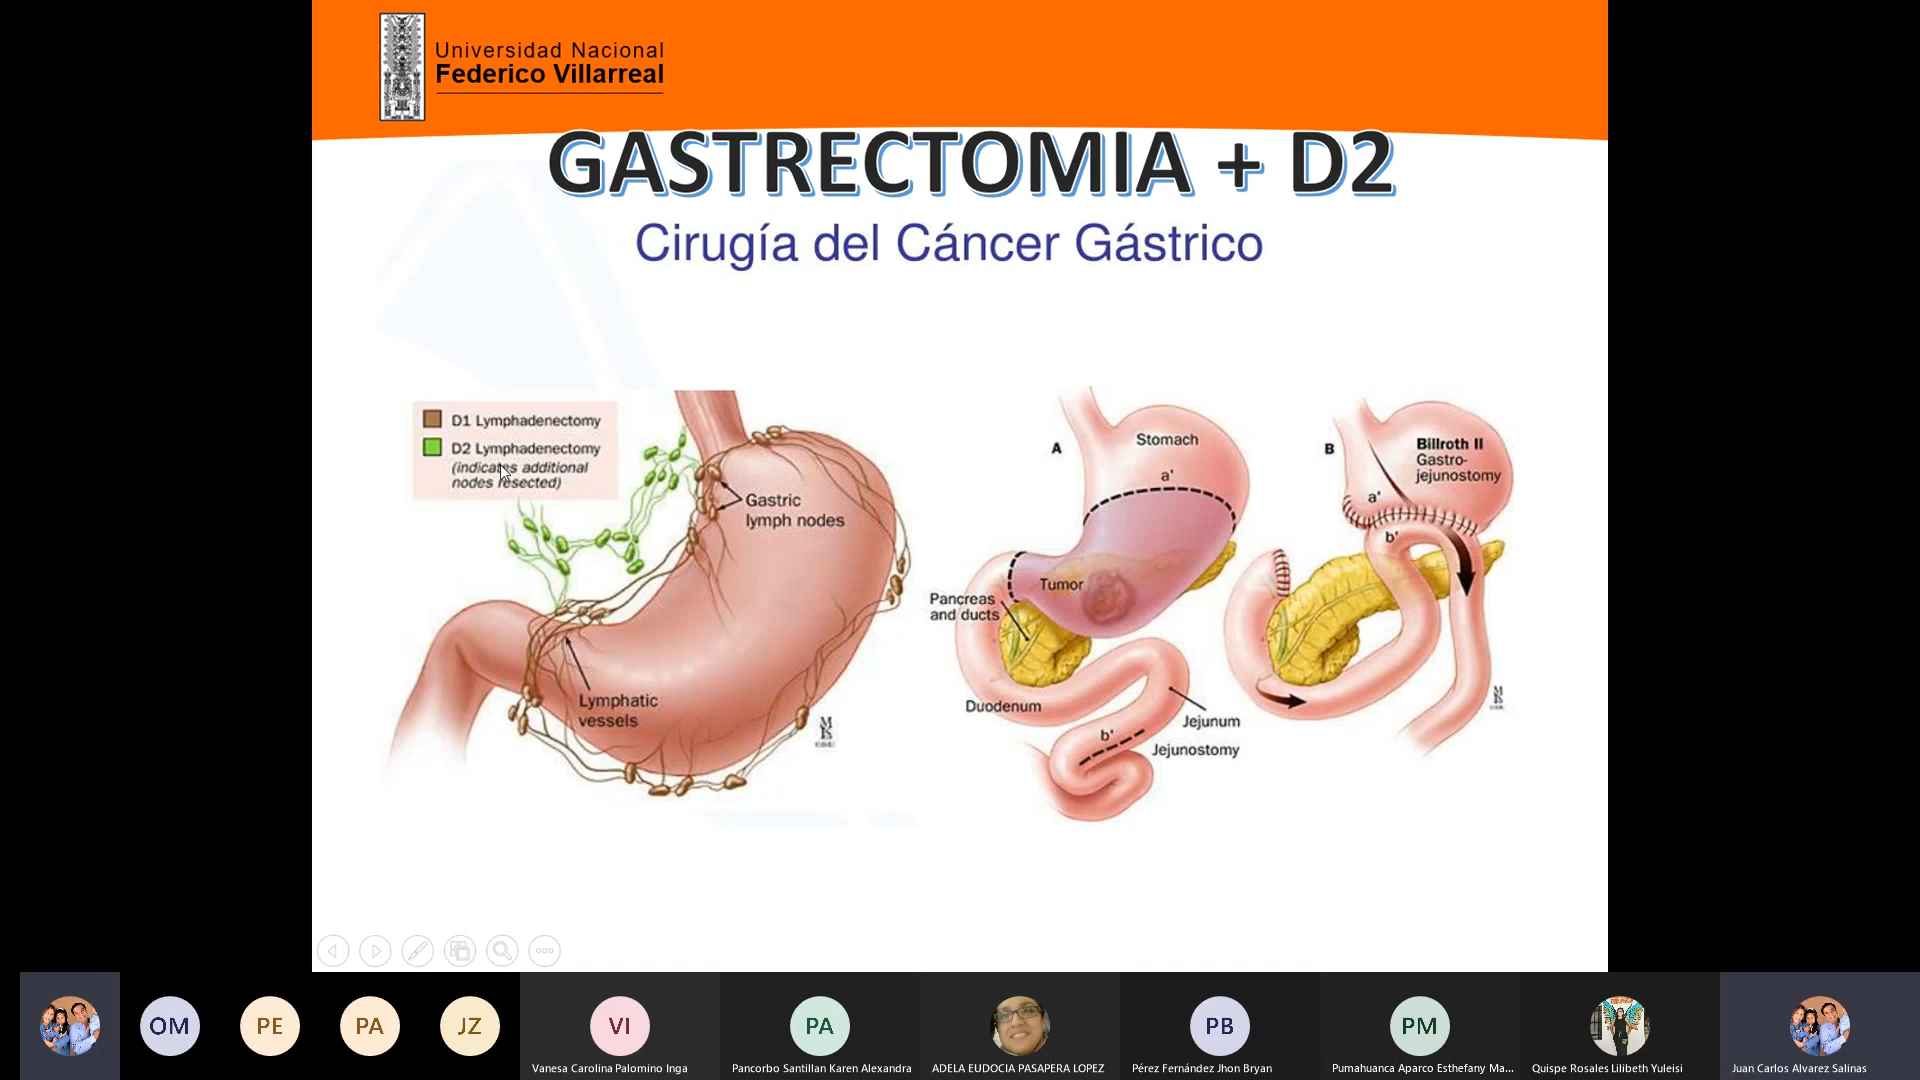 Universidad Nacional
Federico Villarreal
GASTRECTOMIA + D2
Cirugía del Cáncer Gástrico
D1 Lymphadenectomy
D2 Lymphadenectomy
(indicates additional
nodes resected)
Gastric
lymph nodes
Lymphatic
vessels
A
Stomach
a'
Tumor
Pancreas
and ducts
Duodenum
Jejunum
b'
Jejunostomy
B
Billroth II
Gastro-
jejunostomy
a'
b'
OM
PE
PA
JZ
VI
Vanesa Carolina Palomino Inga
PA
Pancorbo Santillan Karen Alexandra
ADELA EUDOCIA PASAPERA LOPEZ
PB
Pérez Fernández Jhon Bryan
PM
Pumahuanca Aparco Esthefany Ma...
Quispe Rosales Lilibeth Yuleisi
Juan Carlos Alvarez Salinas